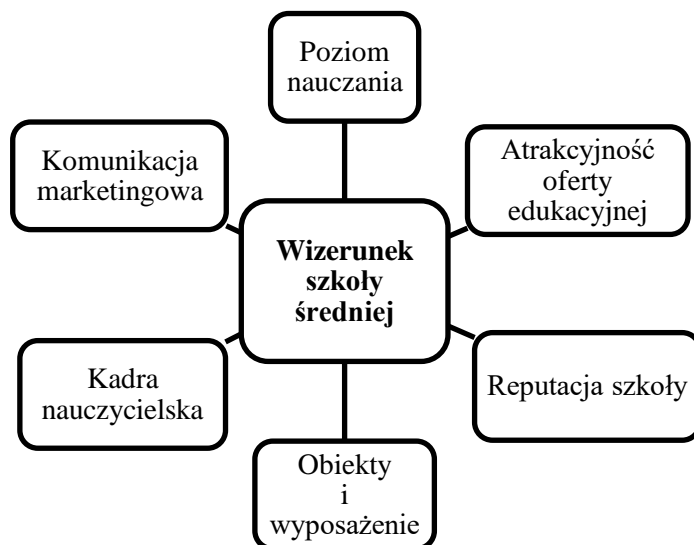 Poziom
nauczania
Komunikacja
marketingowa
Atrakcyjność
oferty
edukacyjnej
Wizerunek
szkoły
średniej
Kadra
nauczycielska
Reputacja szkoły
Obiekty
i
wyposażenie